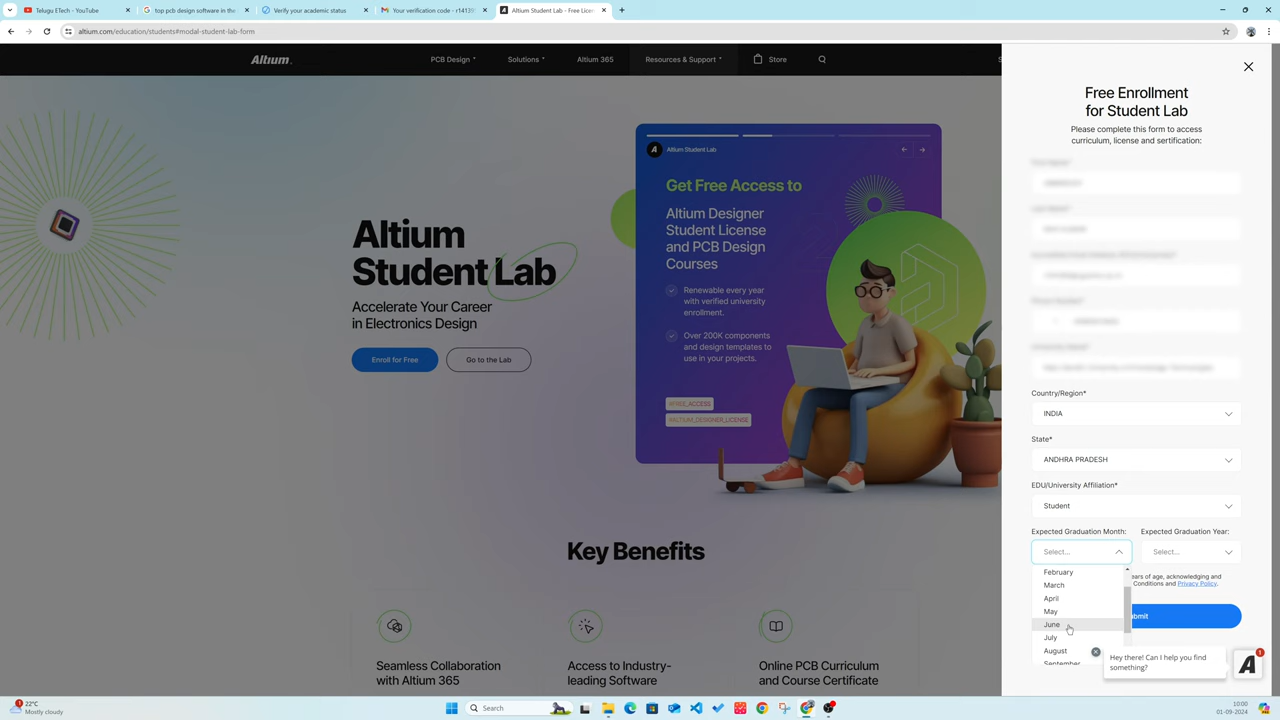 Telugu ETech - YouTube
top pcb design software in the
Verify your academic status
Your verification code - r1413
Altium Student Lab - Free Licen
altium.com/education/students#modal-student-lab-form
Altium
PCB Design
Solutions
Altium 365
Resources & Support
Store
Altium
Student Lab
Accelerate Your Career
in Electronics Design
Enroll for Free
Go to the Lab
Altium Student Lab
Get Free Access to
Altium Designer
Student License
and PCB Design
Courses
Renewable every year
with verified university
enrollment.
Over 200K components
and design templates to
use in your projects.
#FREE_ACCESS
#ALTIUM_DESIGNER_LICENSE
Key Benefits
Seamless Collaboration
with Altium 365
Access to Industry-
leading Software
Online PCB Curriculum
and Course Certificate
Free Enrollment
for Student Lab
Please complete this form to access
curriculum, license and sertification:
Country/Region*
INDIA
State*
ANDHRA PRADESH
EDU/University Affiliation*
Student
Expected Graduation Month:
Expected Graduation Year:
Select...
Select...
February
March
April
May
June
July
August
September
ears of age, acknowledging and
Conditions and Privacy Policy.
ubmit
Hey there! Can I help you find
something?
1
1
22°C
Mostly cloudy
Search
10:00
01-09-2024